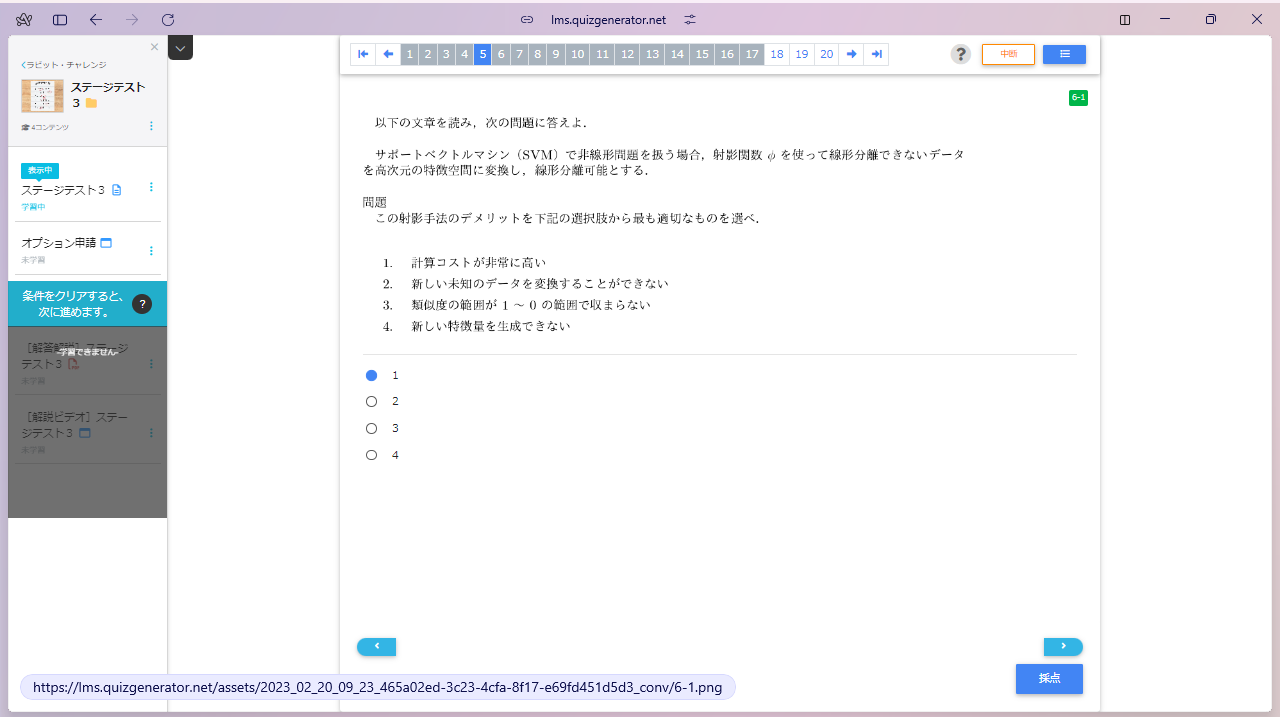 lms.quizgenerator.net
ラビット・チャレンジ
ステージテスト
３
4コンテンツ
表示中
ステージテスト３
学習中
オプション申請
未学習
条件をクリアすると、
次に進めます。
?
［解答解説］ステージ
テスト３
学習できません
未学習
［解説ビデオ］ステー
ジテスト３
未学習
1 2 3 4 5 6 7 8 9 10 11 12 13 14 15 16 17 18 19 20
?
中断
6-1
以下の文章を読み，次の問題に答えよ．
サポートベクトルマシン（SVM）で非線形問題を扱う場合，射影関数 ϕ を使って線形分離できないデータ
を高次元の特徴空間に変換し，線形分離可能とする．
問題
この射影手法のデメリットを下記の選択肢から最も適切なものを選べ．
1. 計算コストが非常に高い
2. 新しい未知のデータを変換することができない
3. 類似度の範囲が 1 ～ 0 の範囲で収まらない
4. 新しい特徴量を生成できない
1
2
3
4
採点
https://lms.quizgenerator.net/assets/2023_02_20_09_23_465a02ed-3c23-4cfa-8f17-e69fd451d5d3_conv/6-1.png